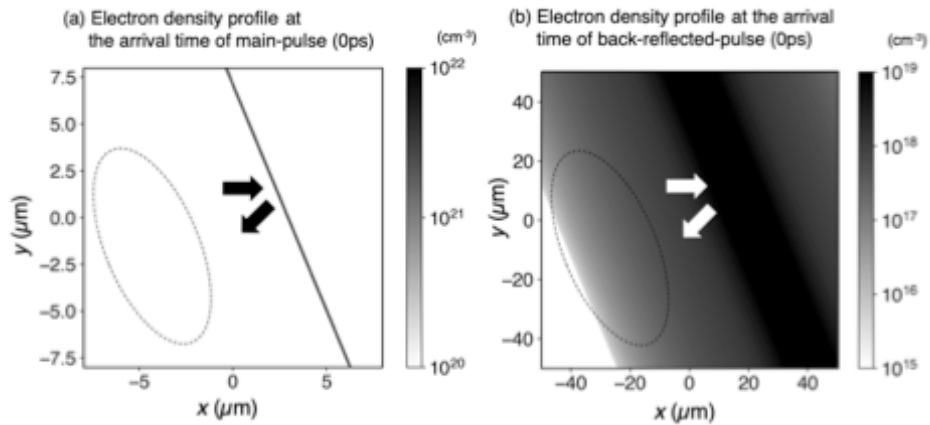 (a) Electron density profile at
the arrival time of main-pulse (0ps)
(cm⁻³)
10²²
10²¹
10²⁰
7.5
5.0
2.5
0.0
−2.5
−5.0
−7.5
y (µm)
−5
0
5
x (µm)
(b) Electron density profile at the arrival
time of back-reflected-pulse (0ps)
(cm⁻³)
10¹⁹
10¹⁸
10¹⁷
10¹⁶
10¹⁵
40
20
0
−20
−40
y (µm)
−40
−20
0
20
40
x (µm)